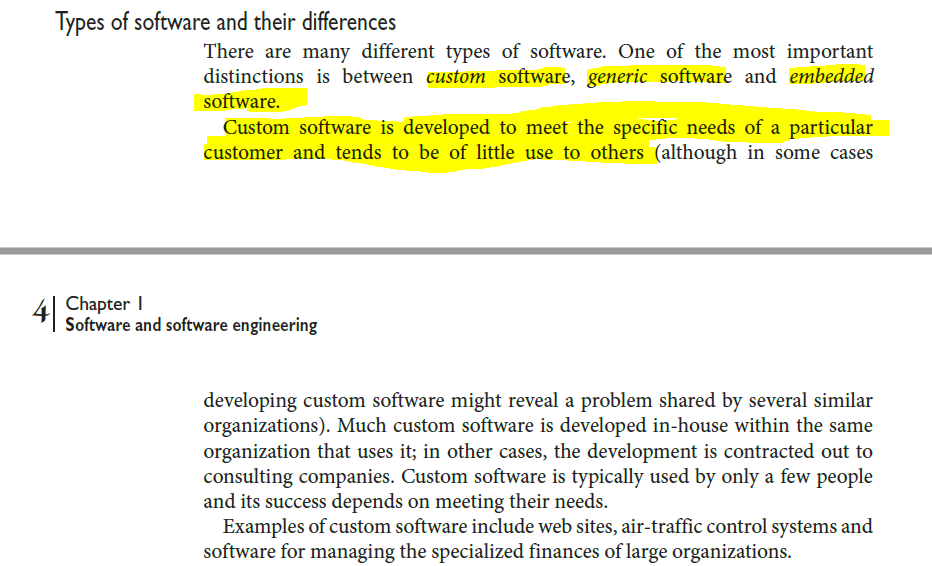 Types of software and their differences
There are many different types of software. One of the most important
distinctions is between custom software, generic software and embedded
software.
Custom software is developed to meet the specific needs of a particular
customer and tends to be of little use to others (although in some cases
4 Chapter 1
Software and software engineering
developing custom software might reveal a problem shared by several similar
organizations). Much custom software is developed in-house within the same
organization that uses it; in other cases, the development is contracted out to
consulting companies. Custom software is typically used by only a few people
and its success depends on meeting their needs.
Examples of custom software include web sites, air-traffic control systems and
software for managing the specialized finances of large organizations.